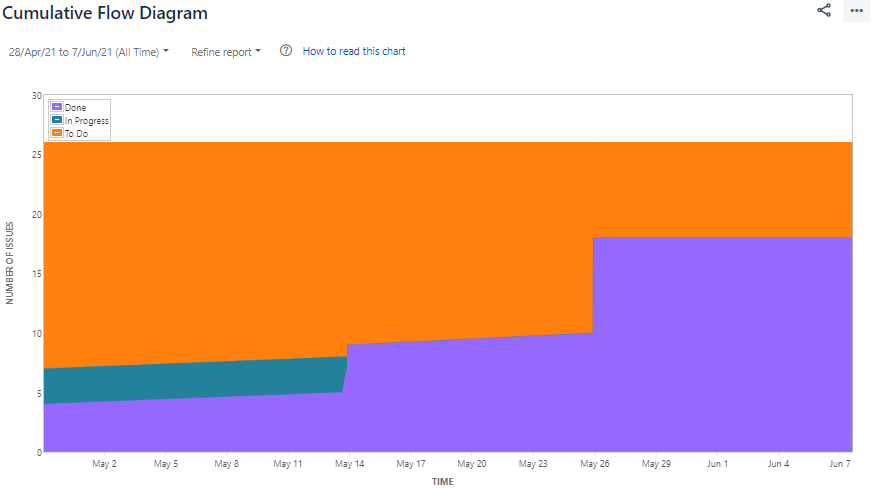 Cumulative Flow Diagram
28/Apr/21 to 7/Jun/21 (All Time) Refine report How to read this chart
30
Done
In Progress
To Do
25
20
15
10
5
0
NUMBER OF ISSUES
May 2 May 5 May 8 May 11 May 14 May 17 May 20 May 23 May 26 May 29 Jun 1 Jun 4 Jun 7
TIME